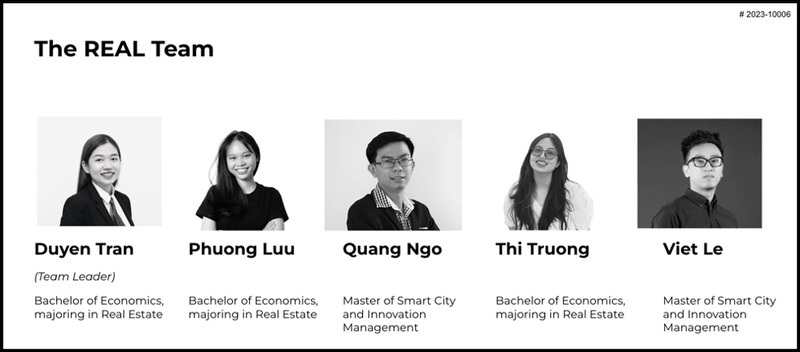 # 2023-10006
The REAL Team
Duyen Tran
(Team Leader)
Bachelor of Economics,
majoring in Real Estate
Phuong Luu
Bachelor of Economics,
majoring in Real Estate
Quang Ngo
Master of Smart City
and Innovation
Management
Thi Truong
Bachelor of Economics,
majoring in Real Estate
Viet Le
Master of Smart City
and Innovation
Management